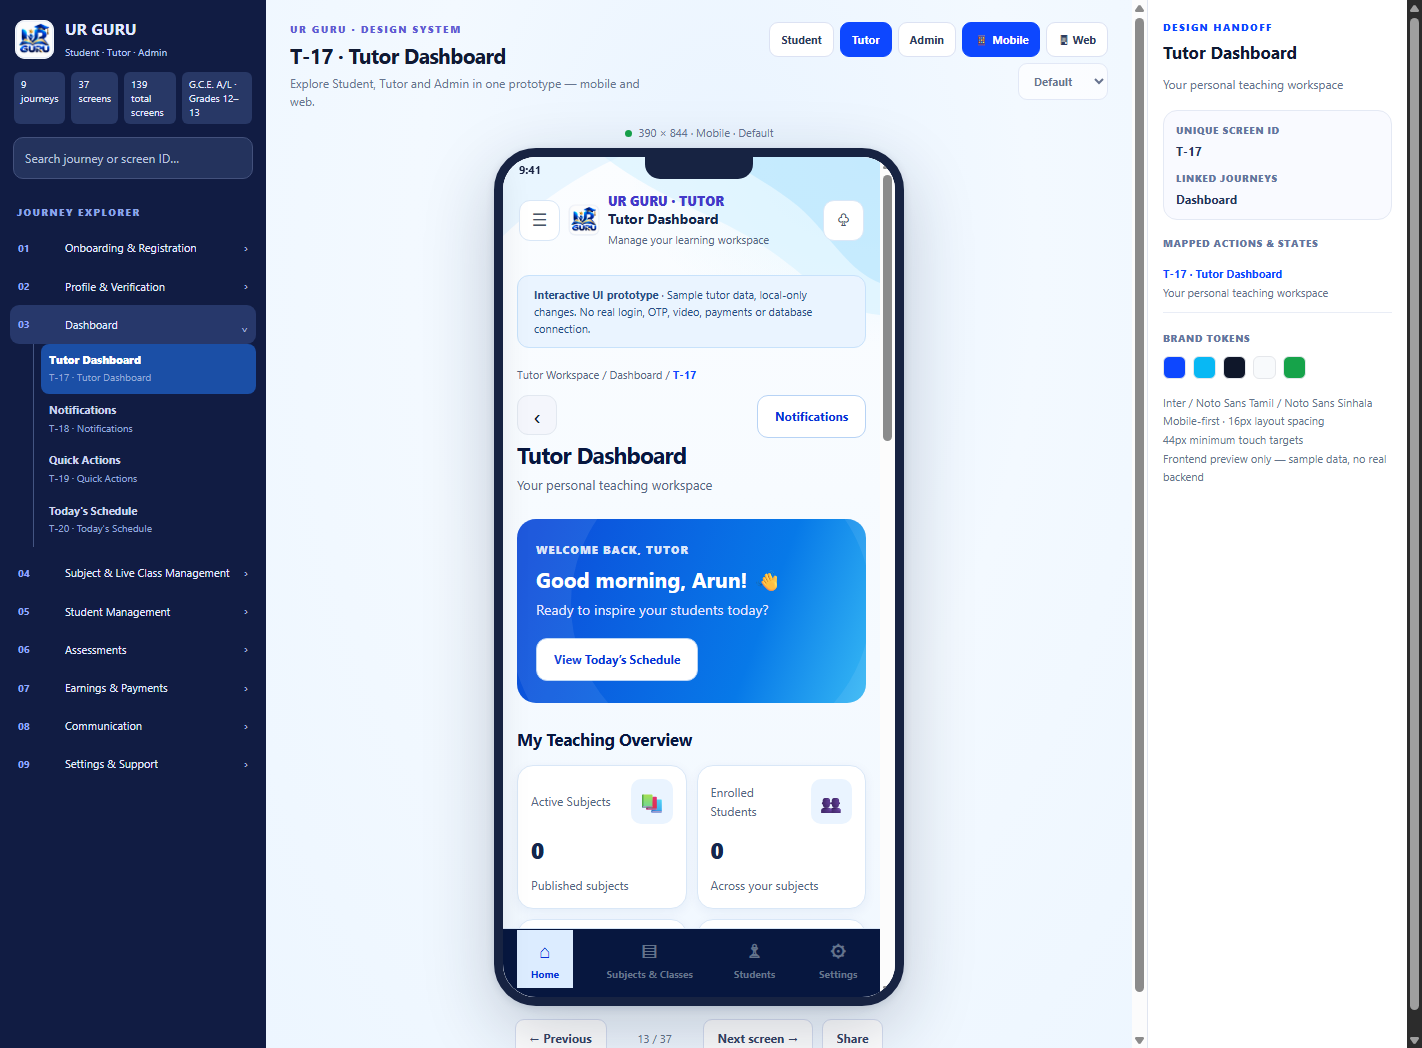 UR GURU
Student · Tutor · Admin
9 journeys
37 screens
139 total screens
G.C.E. A/L · Grades 12–13
Search journey or screen ID...
JOURNEY EXPLORER
01 Onboarding & Registration ›
02 Profile & Verification ›
03 Dashboard
Tutor Dashboard
T-17 · Tutor Dashboard
Notifications
T-18 · Notifications
Quick Actions
T-19 · Quick Actions
Today's Schedule
T-20 · Today's Schedule
04 Subject & Live Class Management ›
05 Student Management ›
06 Assessments ›
07 Earnings & Payments ›
08 Communication ›
09 Settings & Support ›
UR GURU · DESIGN SYSTEM
T-17 · Tutor Dashboard
Explore Student, Tutor and Admin in one prototype — mobile and
web.
Student
Tutor
Admin
Mobile
Web
Default
390 × 844 · Mobile · Default
9:41
UR GURU
UR GURU · TUTOR
Tutor Dashboard
Manage your learning workspace
Interactive UI prototype · Sample tutor data, local-only
changes. No real login, OTP, video, payments or database
connection.
Tutor Workspace / Dashboard / T-17
‹
Notifications
Tutor Dashboard
Your personal teaching workspace
WELCOME BACK, TUTOR
Good morning, Arun! 👋
Ready to inspire your students today?
View Today's Schedule
My Teaching Overview
Active Subjects
0
Published subjects
Enrolled
Students
0
Across your subjects
Home
Subjects & Classes
Students
Settings
← Previous
13 / 37
Next screen →
Share
DESIGN HANDOFF
Tutor Dashboard
Your personal teaching workspace
UNIQUE SCREEN ID
T-17
LINKED JOURNEYS
Dashboard
MAPPED ACTIONS & STATES
T-17 · Tutor Dashboard
Your personal teaching workspace
BRAND TOKENS
Inter / Noto Sans Tamil / Noto Sans Sinhala
Mobile-first · 16px layout spacing
44px minimum touch targets
Frontend preview only — sample data, no real
backend